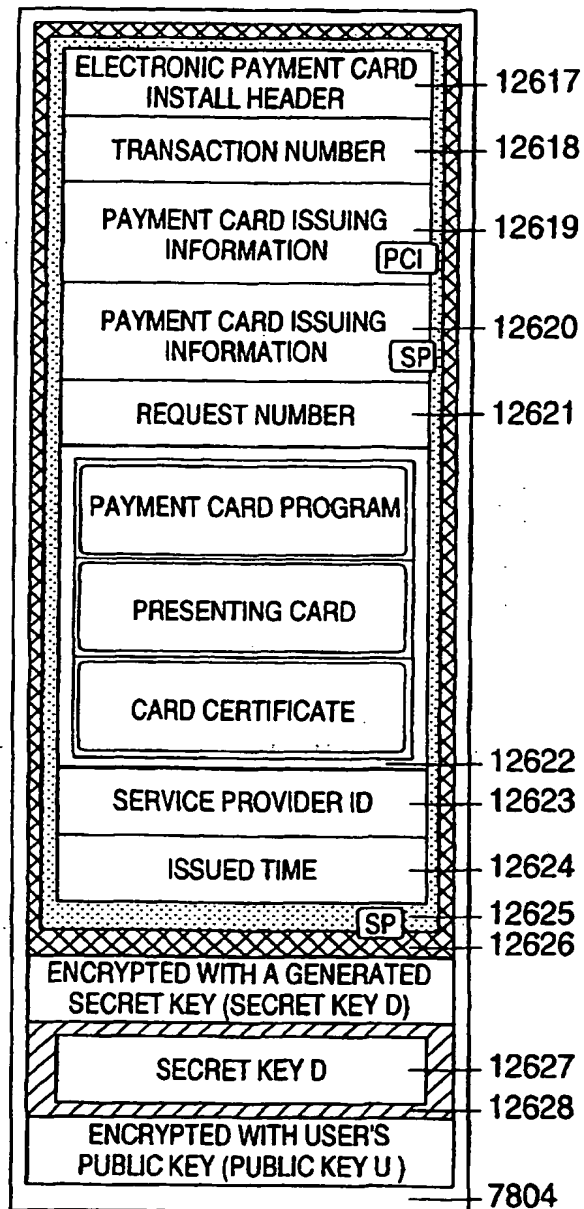 ELECTRONIC PAYMENT CARD
INSTALL HEADER
12617
TRANSACTION NUMBER
12618
PAYMENT CARD ISSUING
INFORMATION
PCI
12619
PAYMENT CARD ISSUING
INFORMATION
SP
12620
REQUEST NUMBER
12621
PAYMENT CARD PROGRAM
PRESENTING CARD
CARD CERTIFICATE
12622
SERVICE PROVIDER ID
12623
ISSUED TIME
12624
SP
12625
12626
ENCRYPTED WITH A GENERATED
SECRET KEY (SECRET KEY D)
SECRET KEY D
12627
12628
ENCRYPTED WITH USER'S
PUBLIC KEY (PUBLIC KEY U )
7804